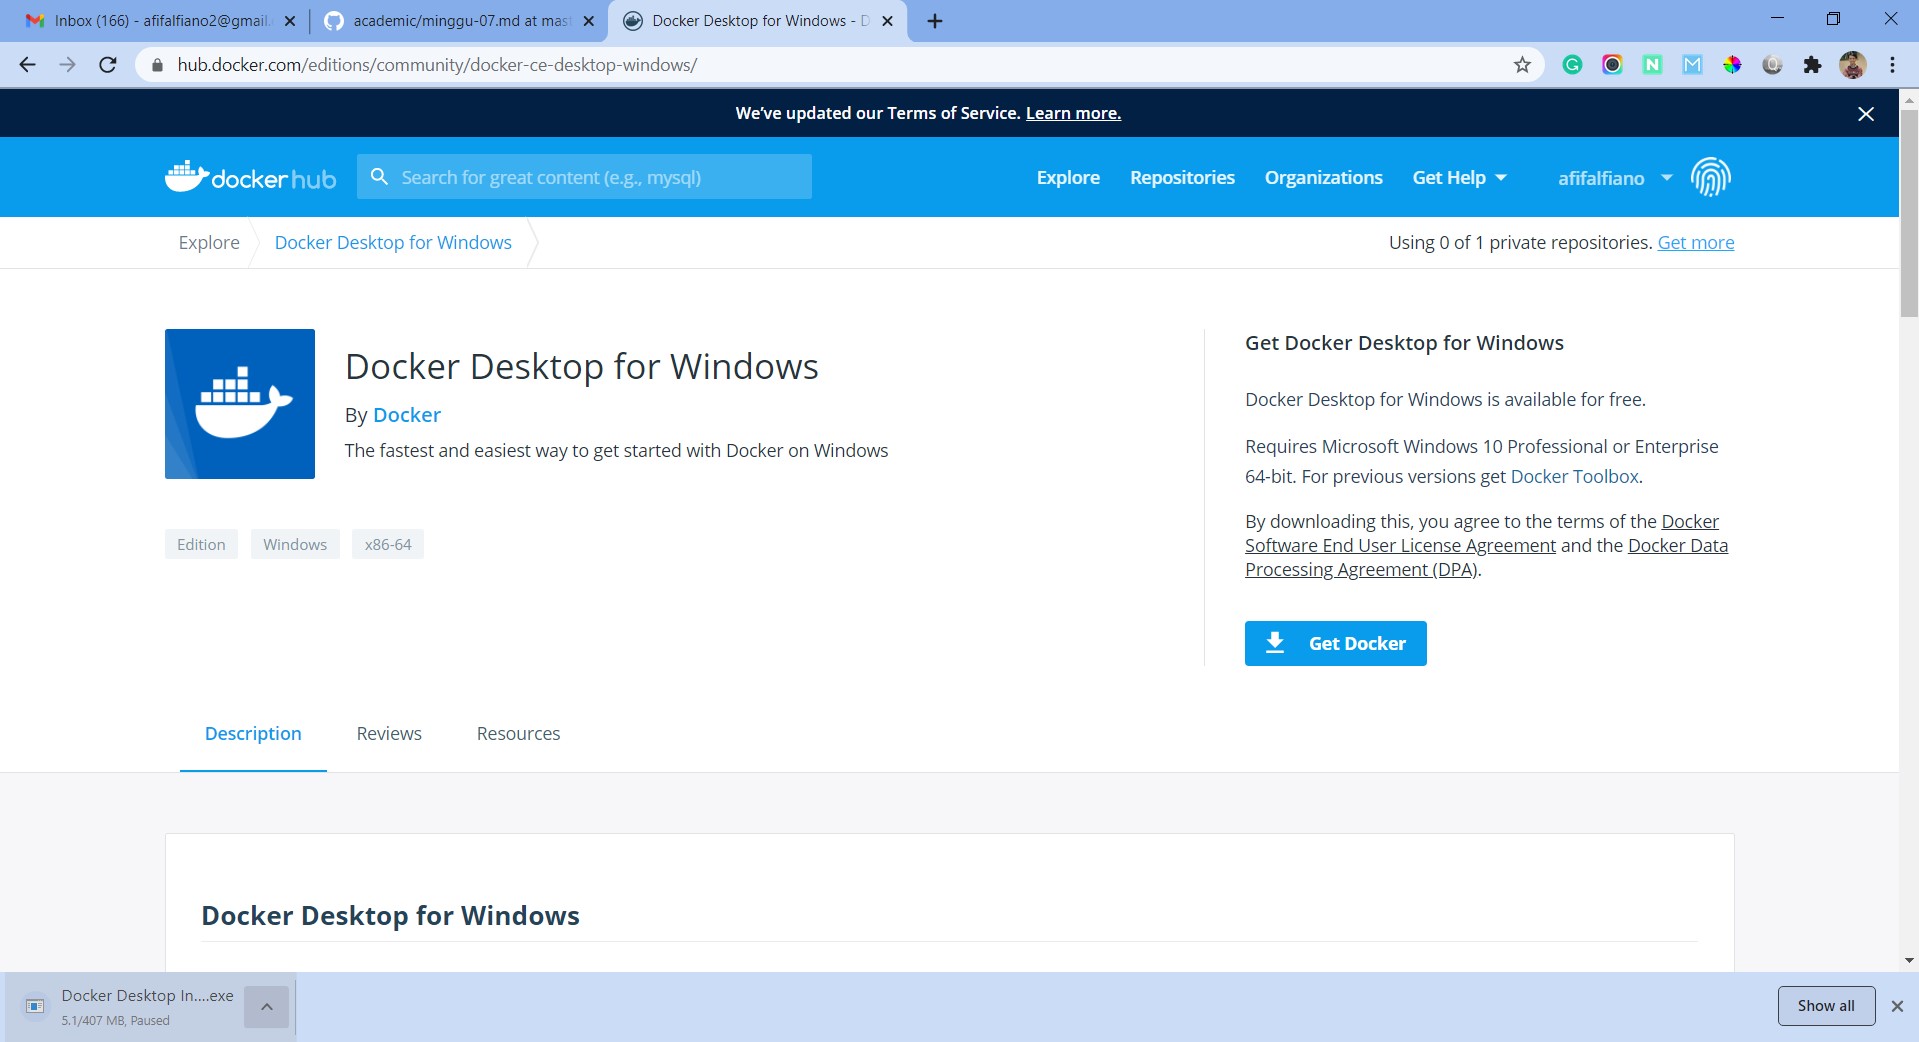 Inbox (166) - afifalfiano2@gmail.
academic/minggu-07.md at mas
Docker Desktop for Windows - D
hub.docker.com/editions/community/docker-ce-desktop-windows/
We've updated our Terms of Service. Learn more.
dockerhub
Search for great content (e.g., mysql)
Explore
Repositories
Organizations
Get Help
afifalfiano
Explore
Docker Desktop for Windows
Using 0 of 1 private repositories. Get more
Docker Desktop for Windows
By Docker
The fastest and easiest way to get started with Docker on Windows
Edition
Windows
x86-64
Get Docker Desktop for Windows
Docker Desktop for Windows is available for free.
Requires Microsoft Windows 10 Professional or Enterprise
64-bit. For previous versions get Docker Toolbox.
By downloading this, you agree to the terms of the Docker
Software End User License Agreement and the Docker Data
Processing Agreement (DPA).
Get Docker
Description
Reviews
Resources
Docker Desktop for Windows
Docker Desktop In....exe
5.1/407 MB, Paused
Show all